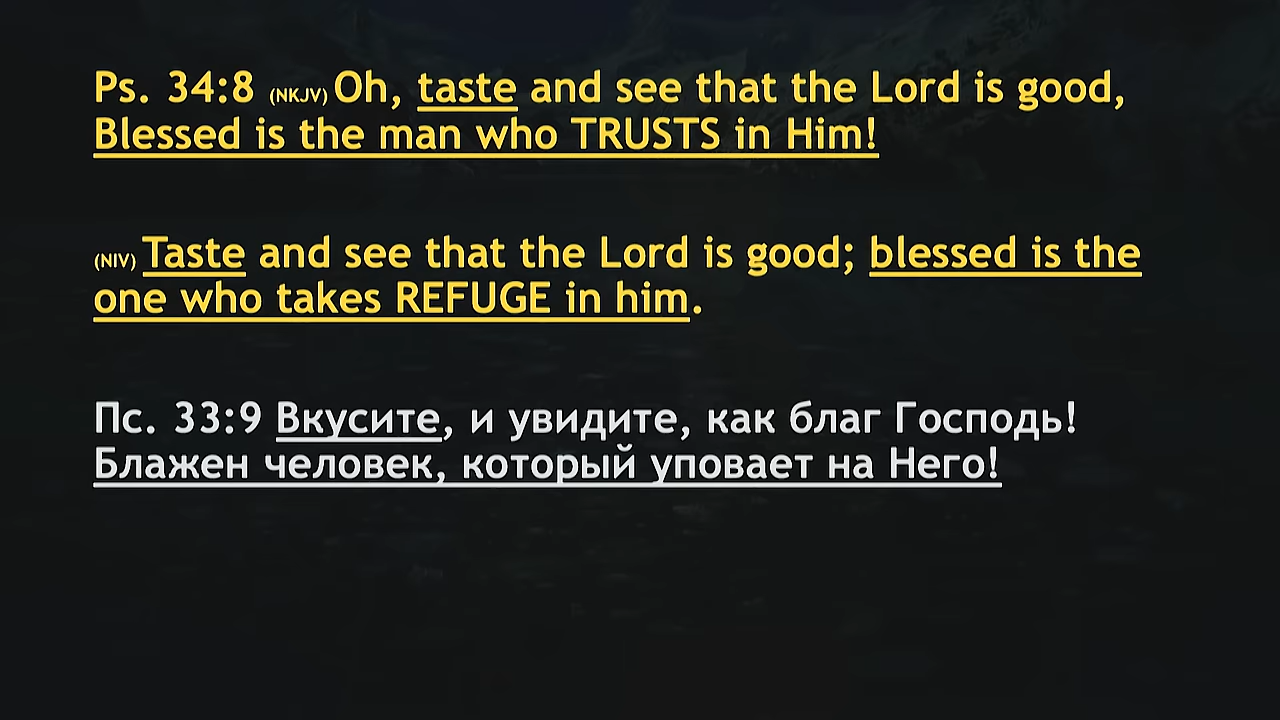 Ps. 34:8 (NKJV) Oh, taste and see that the Lord is good,
Blessed is the man who TRUSTS in Him!
(NIV) Taste and see that the Lord is good; blessed is the
one who takes REFUGE in him.
Пс. 33:9 Вкусите, и увидите, как благ Господь!
Блажен человек, который уповает на Него!